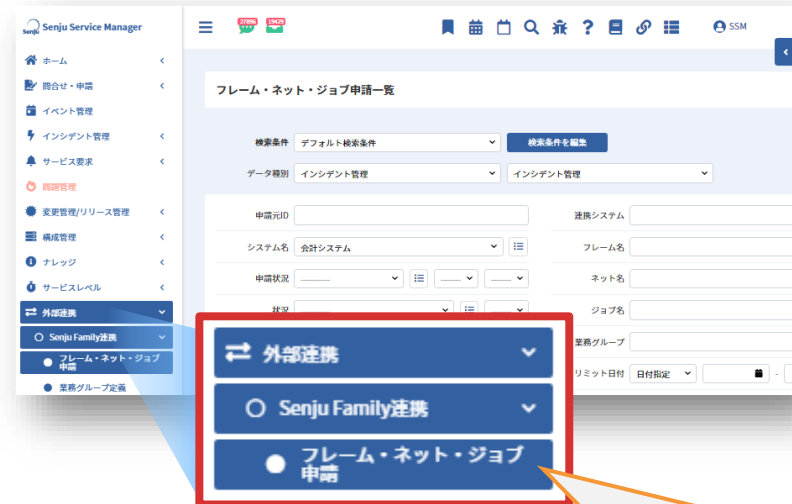 Senju Service Manager
27896
19429
SSM
ホーム
問合せ・申請
イベント管理
インシデント管理
サービス要求
問題管理
変更管理/リリース管理
構成管理
ナレッジ
サービスレベル
外部連携
Senju Family連携
フレーム・ネット・ジョブ
申請
業務グループ定義
フレーム・ネット・ジョブ申請一覧
検索条件 デフォルト検索条件 検索条件を編集
データ種別 インシデント管理 インシデント管理
申請元ID 連携システム
システム名 会計システム フレーム名
申請状況 ネット名
状況 ジョブ名
業務グループ
リミット日付 日付指定 -
外部連携
Senju Family連携
フレーム・ネット・ジョブ
申請